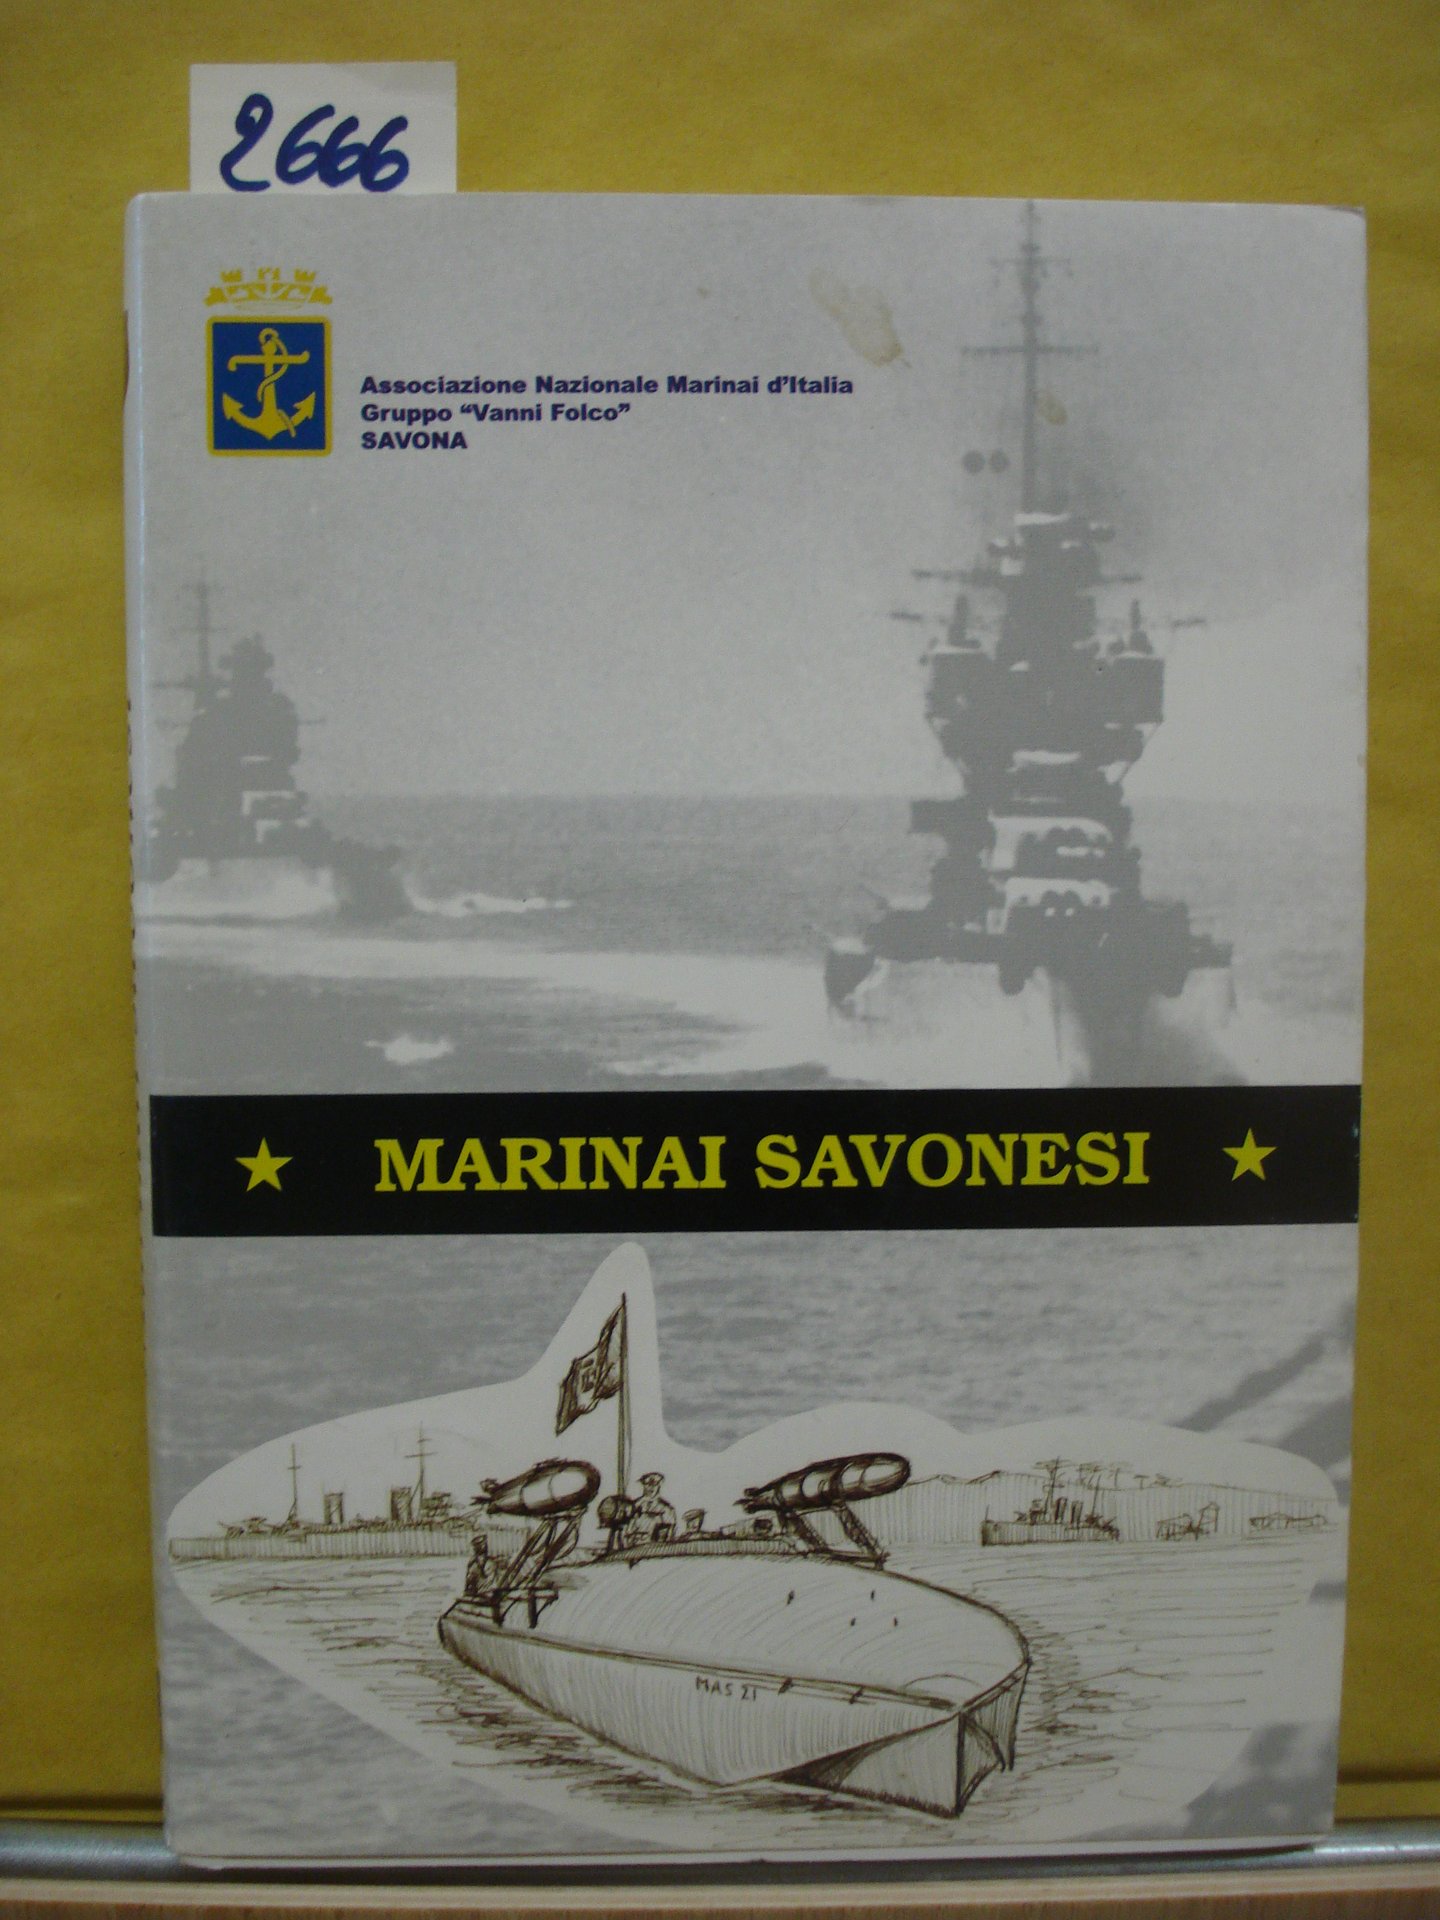 2666
Associazione Nazionale Marinai d'Italia
Gruppo “Vanni Folco”
SAVONA
★ MARINAI SAVONESI ★
MAS 21